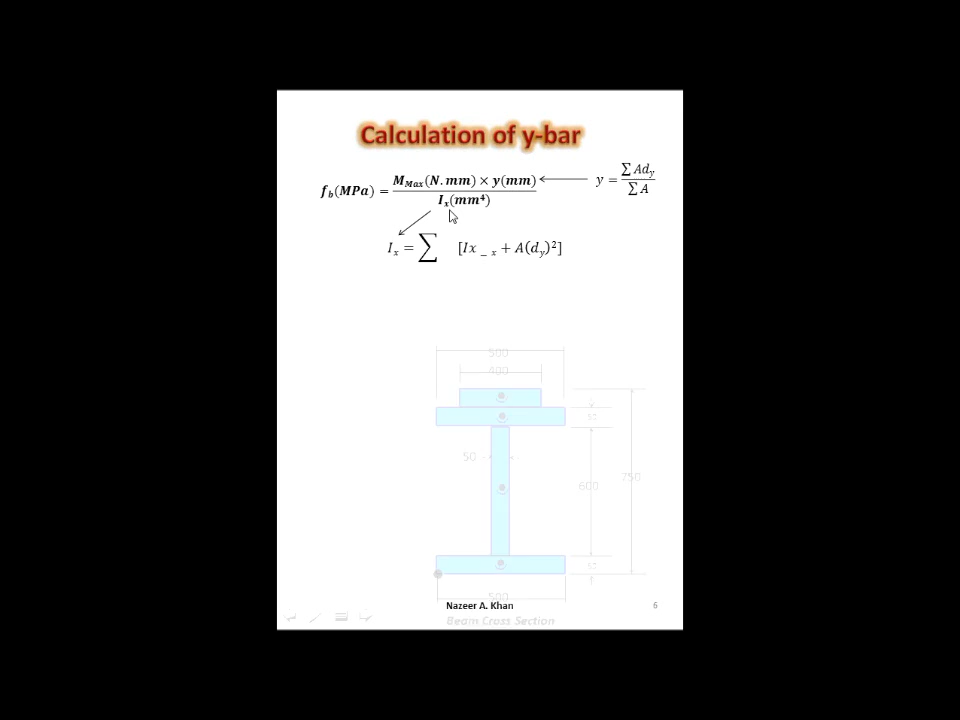 Calculation of y-bar
f_b(MPa) = M_Max(N.mm) × y(mm) / I_x(mm⁴)
y = ∑ Ad_y / ∑ A
I_x = ∑ [Ix _ x + A(d_y)²]
500
400
50
600
750
500
Nazeer A. Khan
6
Beam Cross Section